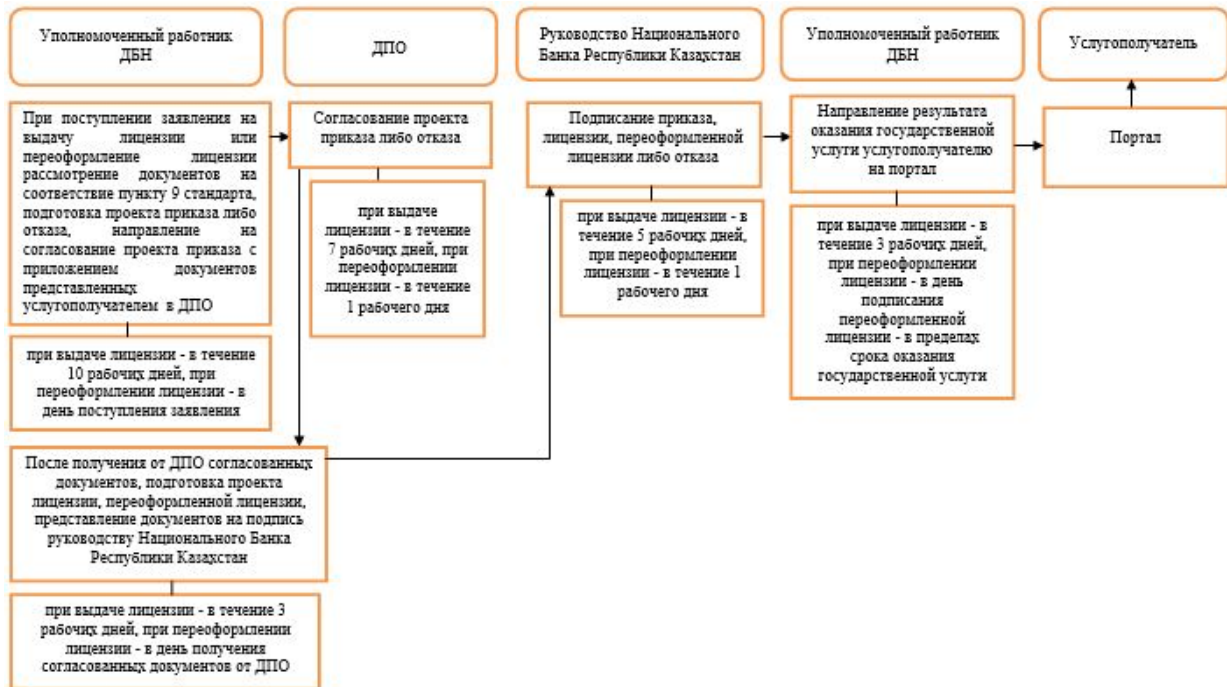 Уполномоченный работник
ДБН
ДПО
Руководство Национального
Банка Республики Казахстан
Уполномоченный работник
ДБН
Услугополучатель
При поступлении заявления на
выдачу лицензии или
переоформление лицензии
рассмотрение документов на
соответствие пункту 9 стандарта,
подготовка проекта приказа либо
отказа, направление на
согласование проекта приказа с
приложением документов
представленных
услугополучателем в ДПО
при выдаче лицензии - в течение
10 рабочих дней, при
переоформлении лицензии - в
день поступления заявления
Согласование проекта
приказа либо отказа
при выдаче
лицензии - в течение
7 рабочих дней, при
переоформлении
лицензии - в течение
1 рабочего дня
После получения от ДПО согласованных
документов, подготовка проекта
лицензии, переоформленной лицензии,
представление документов на подпись
руководству Национального Банка
Республики Казахстан
при выдаче лицензии - в течение 3
рабочих дней, при переоформлении
лицензии - в день получения
согласованных документов от ДПО
Подписание приказа,
лицензии, переоформленной
лицензии либо отказа
при выдаче лицензии - в
течение 5 рабочих дней,
при переоформлении
лицензии - в течение 1
рабочего дня
Направление результата
оказания государственной
услуги услугополучателю
на портал
при выдаче лицензии - в
течение 3 рабочих дней,
при переоформлении
лицензии - в день
подписания
переоформленной
лицензии - в пределах
срока оказания
государственной услуги
Портал